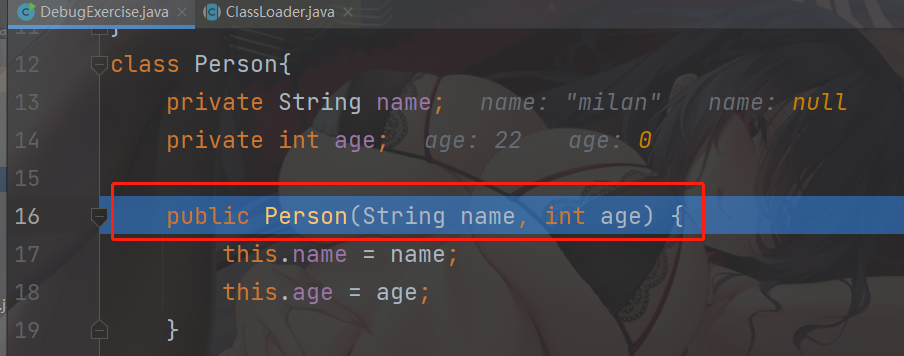 DebugExercise.java × ClassLoader.java ×
12 class Person{
13 private String name; name: "milan" name: null
14 private int age; age: 22 age: 0
15
16 public Person(String name, int age) {
17 this.name = name;
18 this.age = age;
19 }